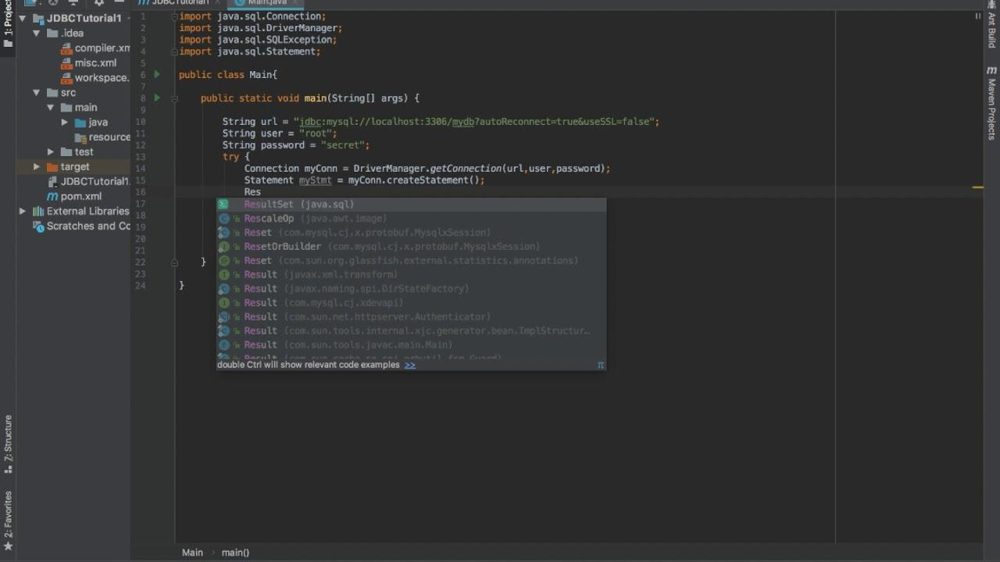 1: Project
JDBCTutorial1
.idea
compiler.xm
misc.xml
workspace.
src
main
java
resource
test
target
JDBCTutorial1.
pom.xml
External Libraries
Scratches and Co
Z: Structure
2: Favorites
JDBCTutorial1
Main.java
1 import java.sql.Connection;
2 import java.sql.DriverManager;
3 import java.sql.SQLException;
4 import java.sql.Statement;
5
6 public class Main{
7
8 public static void main(String[] args) {
9
10 String url = "jdbc:mysql://localhost:3306/mydb?autoReconnect=true&useSSL=false";
11 String user = "root";
12 String password = "secret";
13 try {
14 Connection myConn = DriverManager.getConnection(url,user,password);
15 Statement myStmt = myConn.createStatement();
16 Res
17
18
19
20
21
22 }
23
24 }
ResultSet (java.sql)
RescaleOp (java.awt.image)
Reset (com.mysql.cj.x.protobuf.MysqlxSession)
ResetOrBuilder (com.mysql.cj.x.protobuf.MysqlxSession)
Reset (com.sun.org.glassfish.external.statistics.annotations)
Result (javax.xml.transform)
Result (javax.naming.spi.DirStateFactory)
Result (com.mysql.cj.xdevapi)
Result (com.sun.net.httpserver.Authenticator)
Result (com.sun.tools.internal.xjc.generator.bean.ImplStructur…
Result (com.sun.tools.javac.main.Main)
Result
double Ctrl will show relevant code examples >> π
Main › main()
Ant Build
Maven Projects